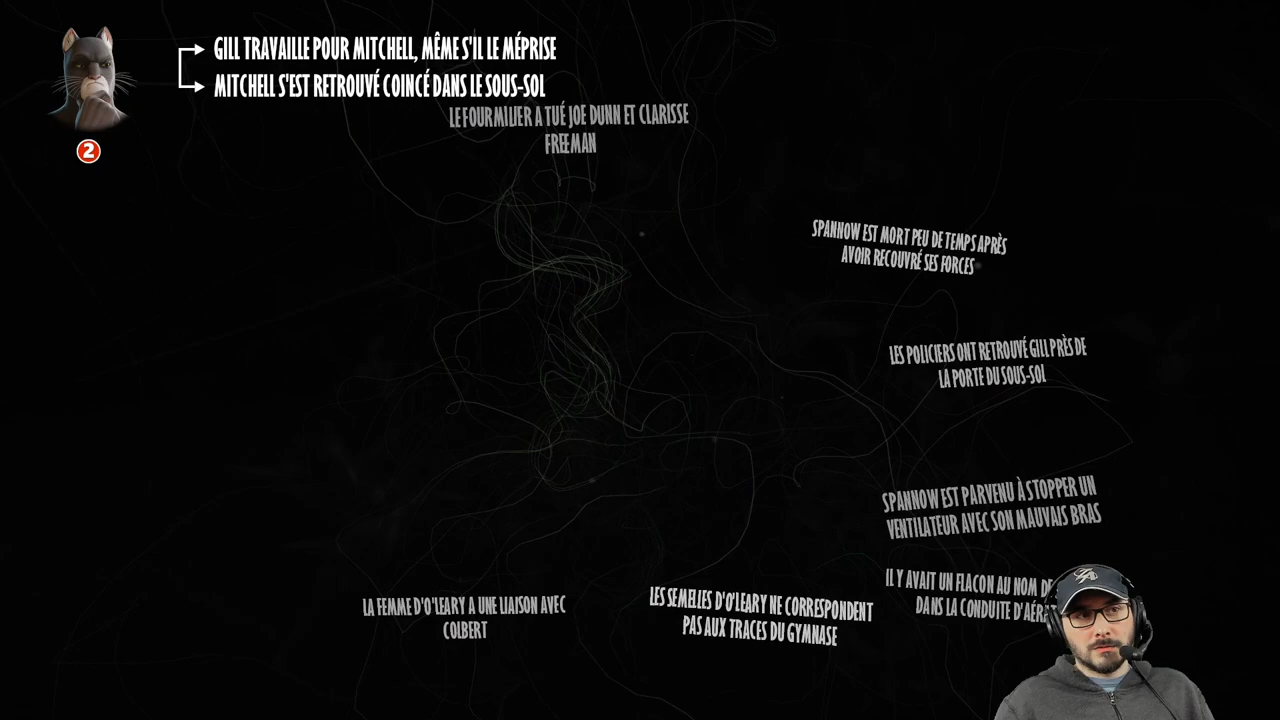 GILL TRAVAILLE POUR MITCHELL, MÊME S'IL LE MÉPRISE
MITCHELL S'EST RETROUVÉ COINCÉ DANS LE SOUS-SOL
2
LE FOURMILIER A TUÉ JOE DUNN ET CLARISSE
FREEMAN
SPANNOW EST MORT PEU DE TEMPS APRÈS
AVOIR RECOUVRÉ SES FORCES
LES POLICIERS ONT RETROUVÉ GILL PRÈS DE
LA PORTE DU SOUS-SOL
SPANNOW EST PARVENU À STOPPER UN
VENTILATEUR AVEC SON MAUVAIS BRAS
IL Y AVAIT UN FLACON AU NOM DE
DANS LA CONDUITE
LA FEMME D'O'LEARY A UNE LIAISON AVEC
COLBERT
LES SEMELLES D'O'LEARY NE CORRESPONDENT
PAS AUX TRACES DU GYMNASE